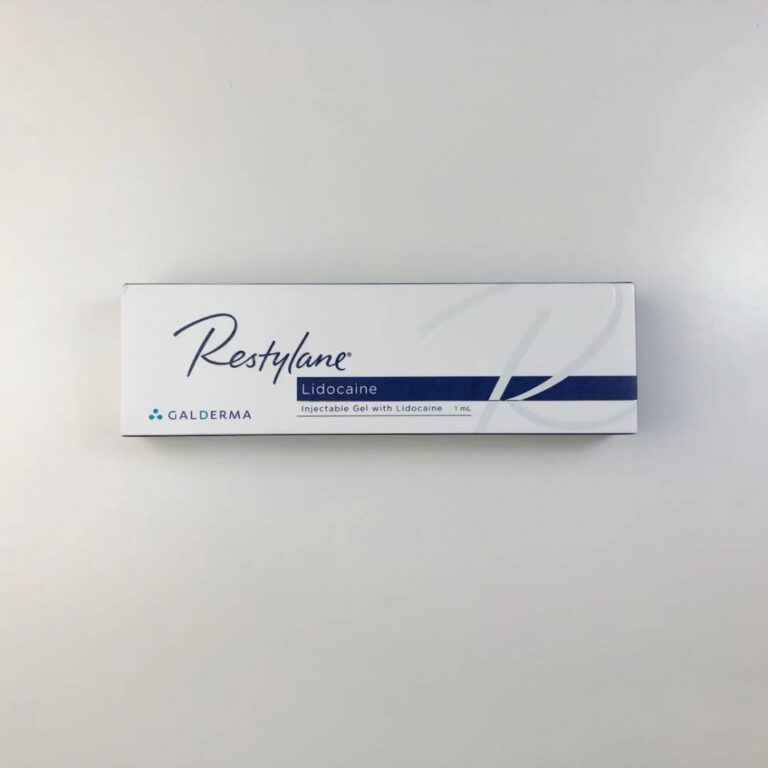 Restylane®
Lidocaine
Injectable Gel with Lidocaine 1 mL
GALDERMA